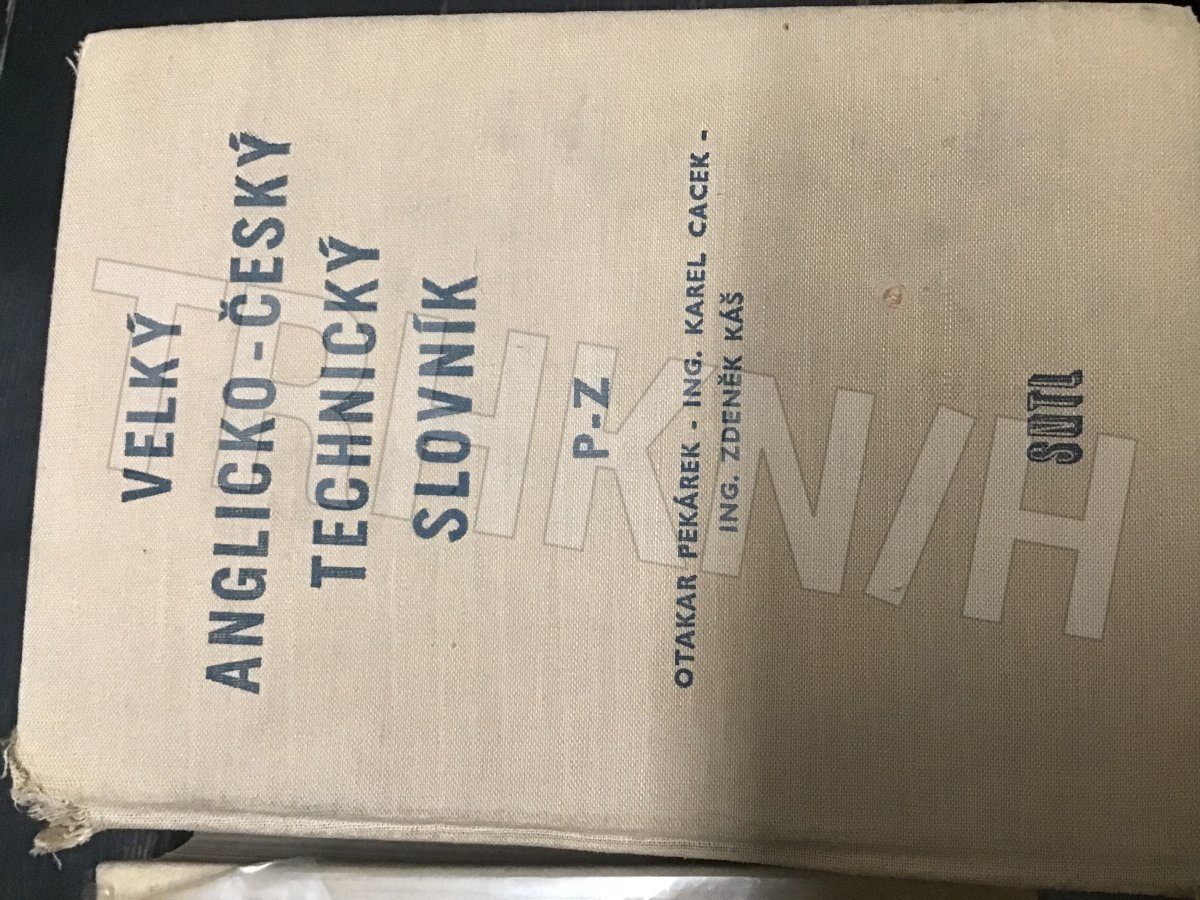 VELKÝ
ANGLICKO-ČESKÝ
TECHNICKÝ
SLOVNÍK
P-Z
OTAKAR PEKÁREK - ING. KAREL CACEK -
ING. ZDENĚK KÁŠ
SNTL
TRHKNIH